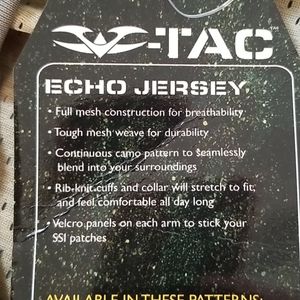 V-TAC™
ECHO JERSEY
• Full mesh construction for breathability
• Tough mesh weave for durability
• Continuous camo pattern to seamlessly
blend into your surroundings
• Rib-knit cuffs and collar will stretch to fit,
and feel comfortable all day long
• Velcro panels on each arm to stick your
SSI patches
AVAILABLE IN THESE PATTERNS